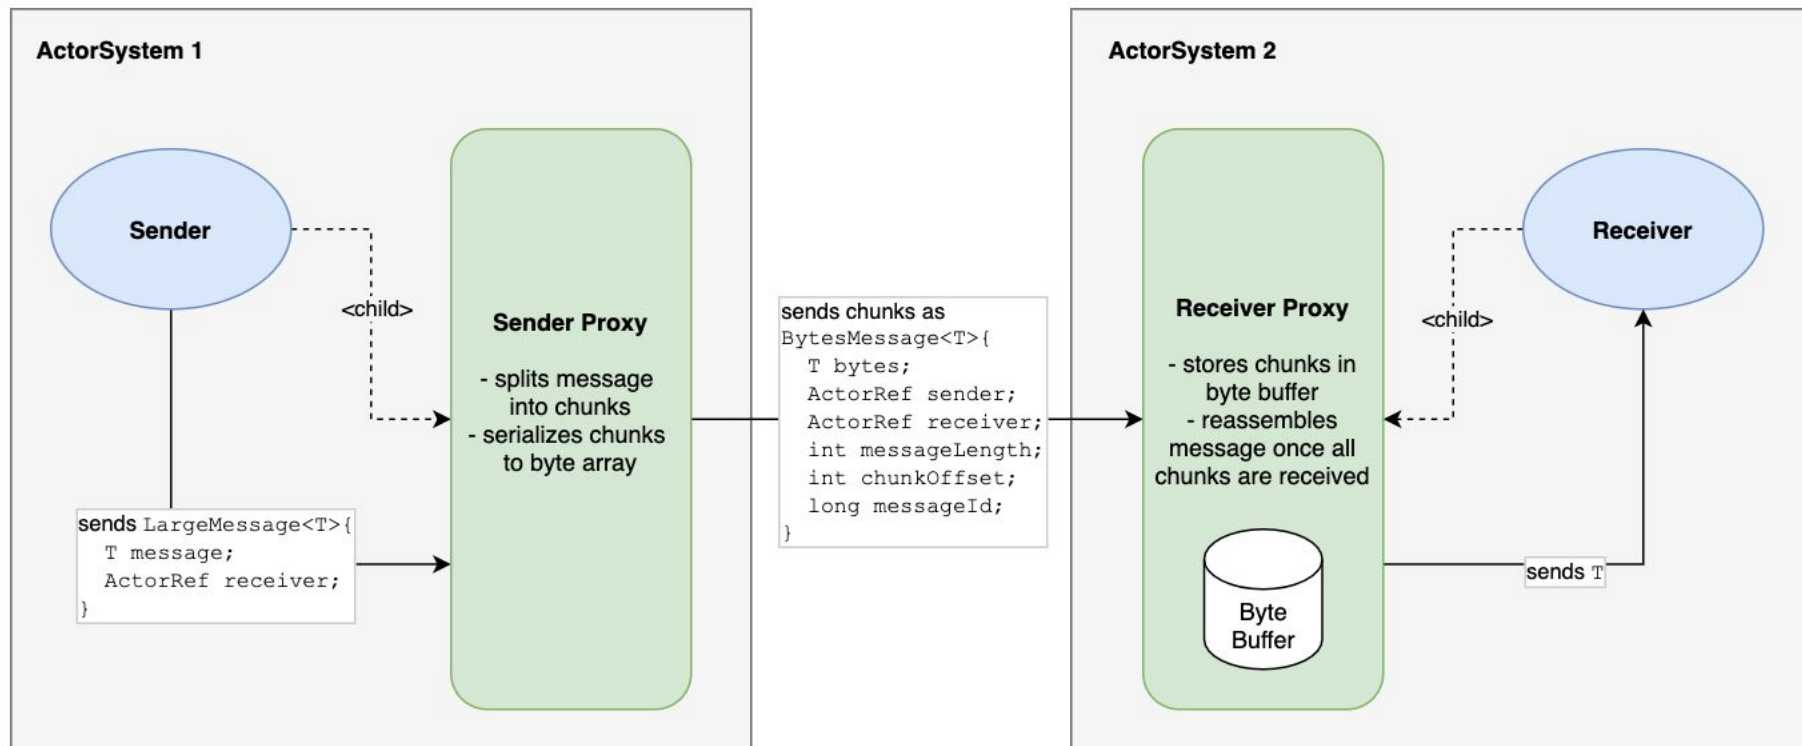 ActorSystem 1
Sender
<child>
sends LargeMessage<T>{
  T message;
  ActorRef receiver;
}
Sender Proxy
- splits message
into chunks
- serializes chunks
to byte array
sends chunks as
BytesMessage<T>{
  T bytes;
  ActorRef sender;
  ActorRef receiver;
  int messageLength;
  int chunkOffset;
  long messageId;
}
ActorSystem 2
Receiver Proxy
- stores chunks in
byte buffer
- reassembles
message once all
chunks are received
Byte
Buffer
<child>
Receiver
sends T